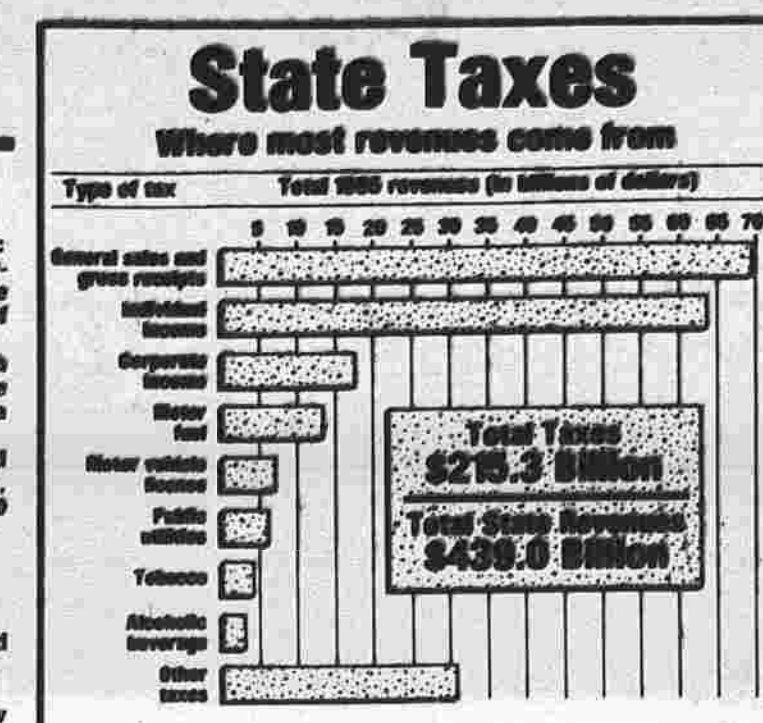 State Taxes
Where most revenues come from
Type of tax
Total 1985 revenues (in billions of dollars)
5 10 15 20 25 30 35 40 45 50 55 60 65 70
General sales and
gross receipts
Individual
income
Corporate
income
Motor
fuel
Motor vehicle
license
Public
utilities
Tobacco
Alcoholic
beverage
Other
taxes
Total Taxes
$215.3 Billion
Total State Revenues
$439.0 Billion